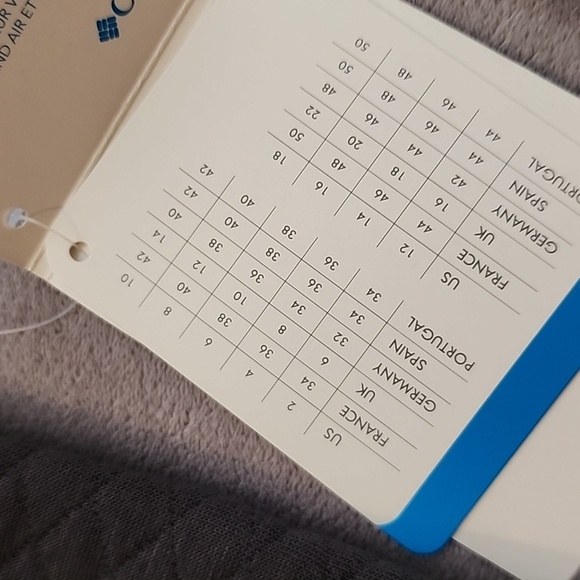 US 2 4 6 8 10
FRANCE 34 36 38 40 42
UK 6 8 10 12 14
GERMANY 32 34 36 38 40
SPAIN 34 36 38 40 42
PORTUGAL 34 36 38 40 42
US 12 14 16 18
FRANCE 44 46 48 50
UK 16 18 20 22
GERMANY 42 44 46 48
SPAIN 44 46 48 50
PORTUGAL 44 46 48 50
AIR ET